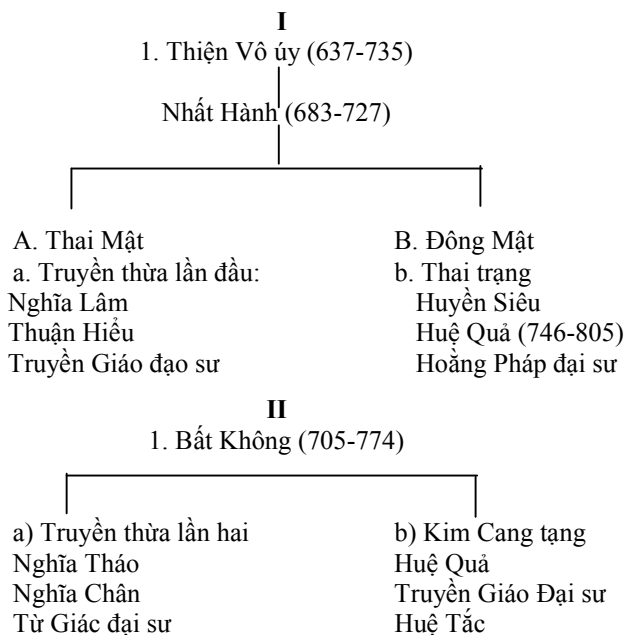 I
1. Thiện Vô úy (637-735)
Nhất Hành (683-727)
A. Thai Mật
a. Truyền thừa lần đầu:
Nghĩa Lâm
Thuận Hiểu
Truyền Giáo đạo sư
B. Đông Mật
b. Thai trạng
Huyền Siêu
Huệ Quả (746-805)
Hoằng Pháp đại sư
II
1. Bất Không (705-774)
a) Truyền thừa lần hai
Nghĩa Tháo
Nghĩa Chân
Từ Giác đại sư
b) Kim Cang tạng
Huệ Quả
Truyền Giáo Đại sư
Huệ Tắc